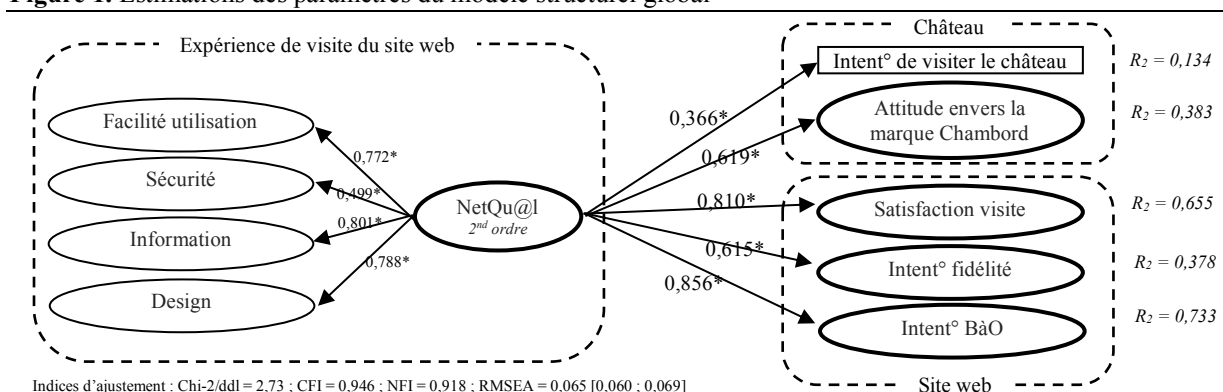 Figure 1. Estimations des paramètres du modèle structurel global
Expérience de visite du site web
Facilité utilisation
Sécurité
Information
Design
0,772*
0,499*
0,801*
0,788*
NetQu@l
2nd ordre
0,366*
0,619*
0,810*
0,615*
0,856*
Château
Intent° de visiter le château
Attitude envers la
marque Chambord
Satisfaction visite
Intent° fidélité
Intent° BàO
Site web
R2 = 0,134
R2 = 0,383
R2 = 0,655
R2 = 0,378
R2 = 0,733
Indices d'ajustement : Chi-2/ddl = 2,73 ; CFI = 0,946 ; NFI = 0,918 ; RMSEA = 0,065 [0,060 ; 0,069]